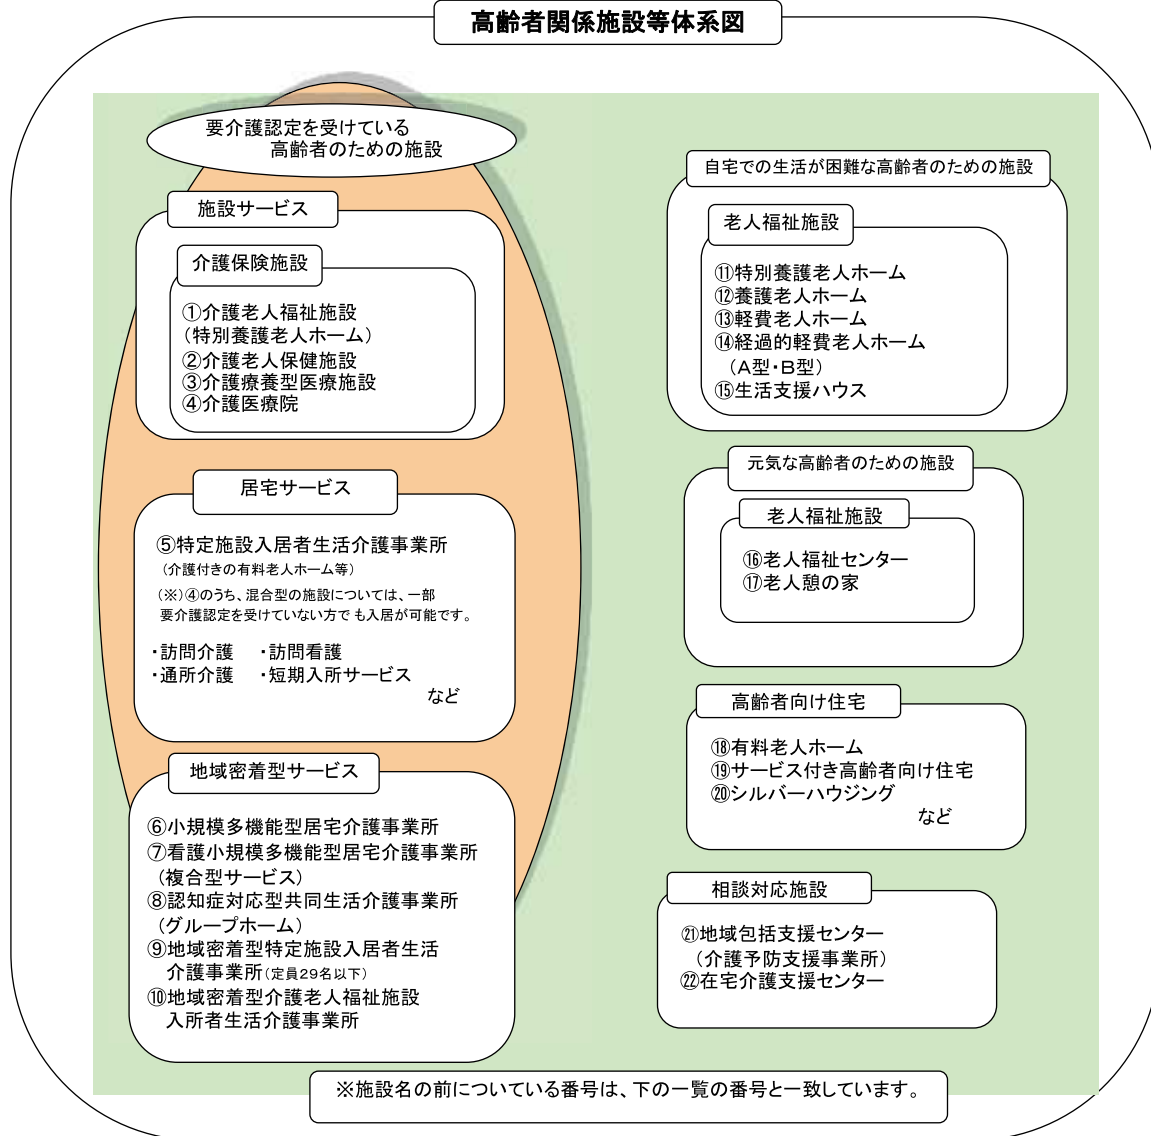 高齢者関係施設等体系図
要介護認定を受けている
高齢者のための施設
施設サービス
介護保険施設
①介護老人福祉施設
(特別養護老人ホーム)
②介護老人保健施設
③介護療養型医療施設
④介護医療院
居宅サービス
⑤特定施設入居者生活介護事業所
(介護付きの有料老人ホーム等)
(※)④のうち、混合型の施設については、一部
要介護認定を受けていない方でも入居が可能です。
・訪問介護 ・訪問看護
・通所介護 ・短期入所サービス
など
地域密着型サービス
⑥小規模多機能型居宅介護事業所
⑦看護小規模多機能型居宅介護事業所
(複合型サービス)
⑧認知症対応型共同生活介護事業所
(グループホーム)
⑨地域密着型特定施設入居者生活
介護事業所(定員29名以下)
⑩地域密着型介護老人福祉施設
入所者生活介護事業所
自宅での生活が困難な高齢者のための施設
老人福祉施設
⑪特別養護老人ホーム
⑫養護老人ホーム
⑬軽費老人ホーム
⑭経過的軽費老人ホーム
(A型・B型)
⑮生活支援ハウス
元気な高齢者のための施設
老人福祉施設
⑯老人福祉センター
⑰老人憩の家
高齢者向け住宅
⑱有料老人ホーム
⑲サービス付き高齢者向け住宅
⑳シルバーハウジング
など
相談対応施設
㉑地域包括支援センター
(介護予防支援事業所)
㉒在宅介護支援センター
※施設名の前についている番号は、下の一覧の番号と一致しています。